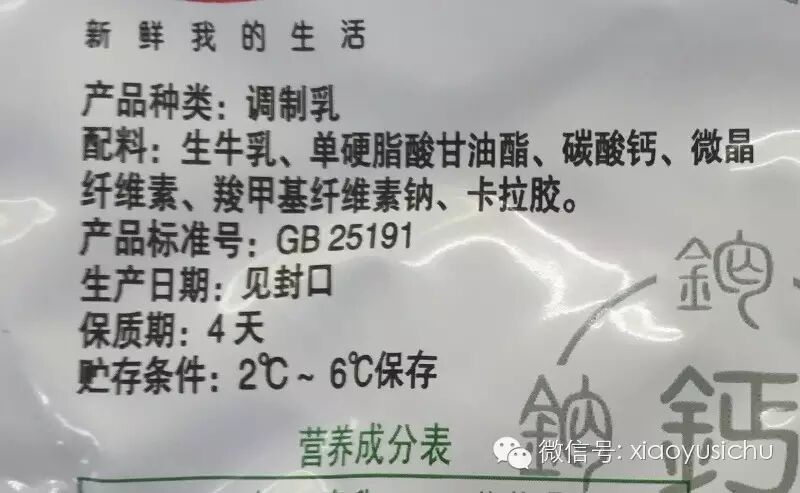 新鲜我的生活
产品种类：调制乳
配料：生牛乳、单硬脂酸甘油酯、碳酸钙、微晶
纤维素、羧甲基纤维素钠、卡拉胶。
产品标准号：GB 25191
生产日期：见封口
保质期：4天
贮存条件：2℃~6℃保存
鈉
鈉
鈣
营养成分表
微信号: xiaoyusichu